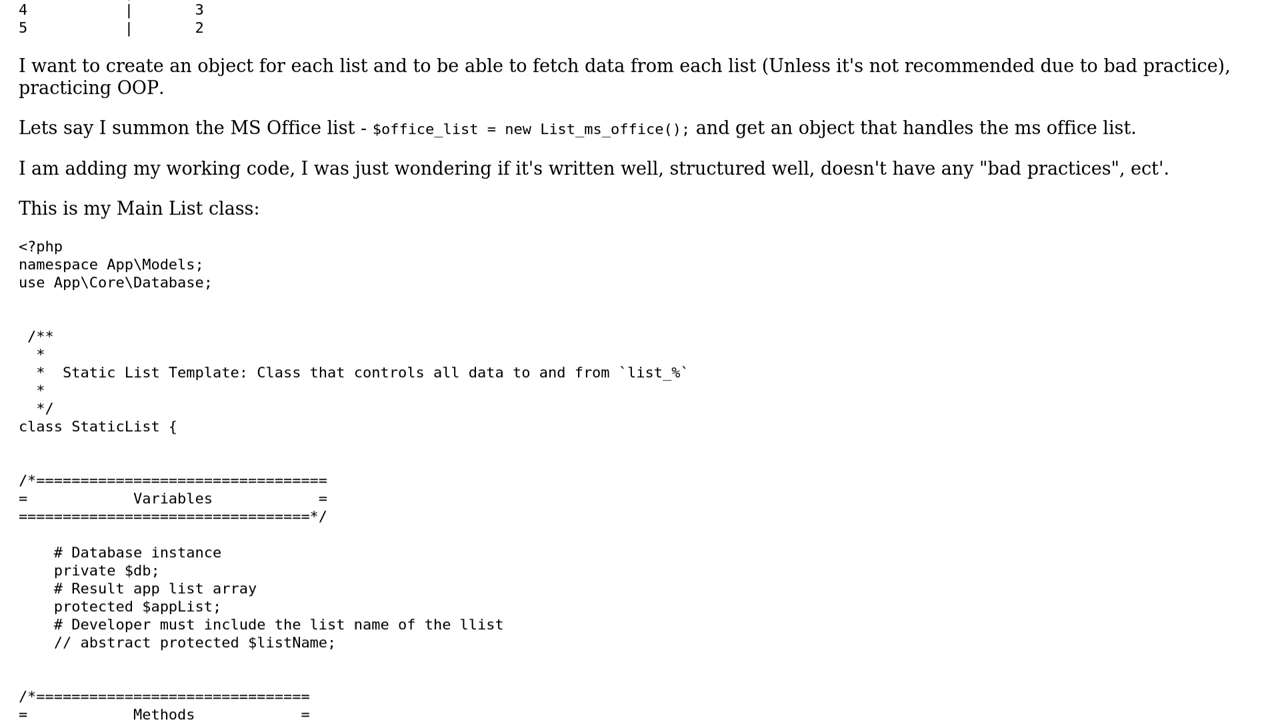 4           |       3
5           |       2
I want to create an object for each list and to be able to fetch data from each list (Unless it's not recommended due to bad practice),
practicing OOP.
Lets say I summon the MS Office list - $office_list = new List_ms_office(); and get an object that handles the ms office list.
I am adding my working code, I was just wondering if it's written well, structured well, doesn't have any "bad practices", ect'.
This is my Main List class:
<?php
namespace App\Models;
use App\Core\Database;
 /**
  *
  *  Static List Template: Class that controls all data to and from `list_%`
  *
  */
class StaticList {
/*=================================
=            Variables            =
=================================*/
    # Database instance
    private $db;
    # Result app list array
    protected $appList;
    # Developer must include the list name of the llist
    // abstract protected $listName;
/*===============================
=            Methods            =